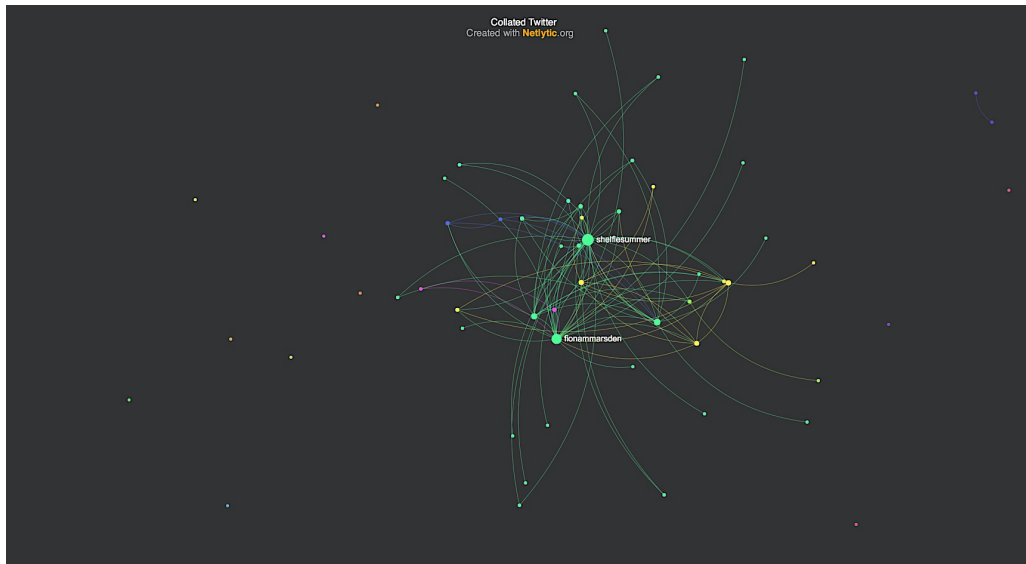 Collated Twitter
Created with Netlytic.org
shelfiesummer
fionammarsden